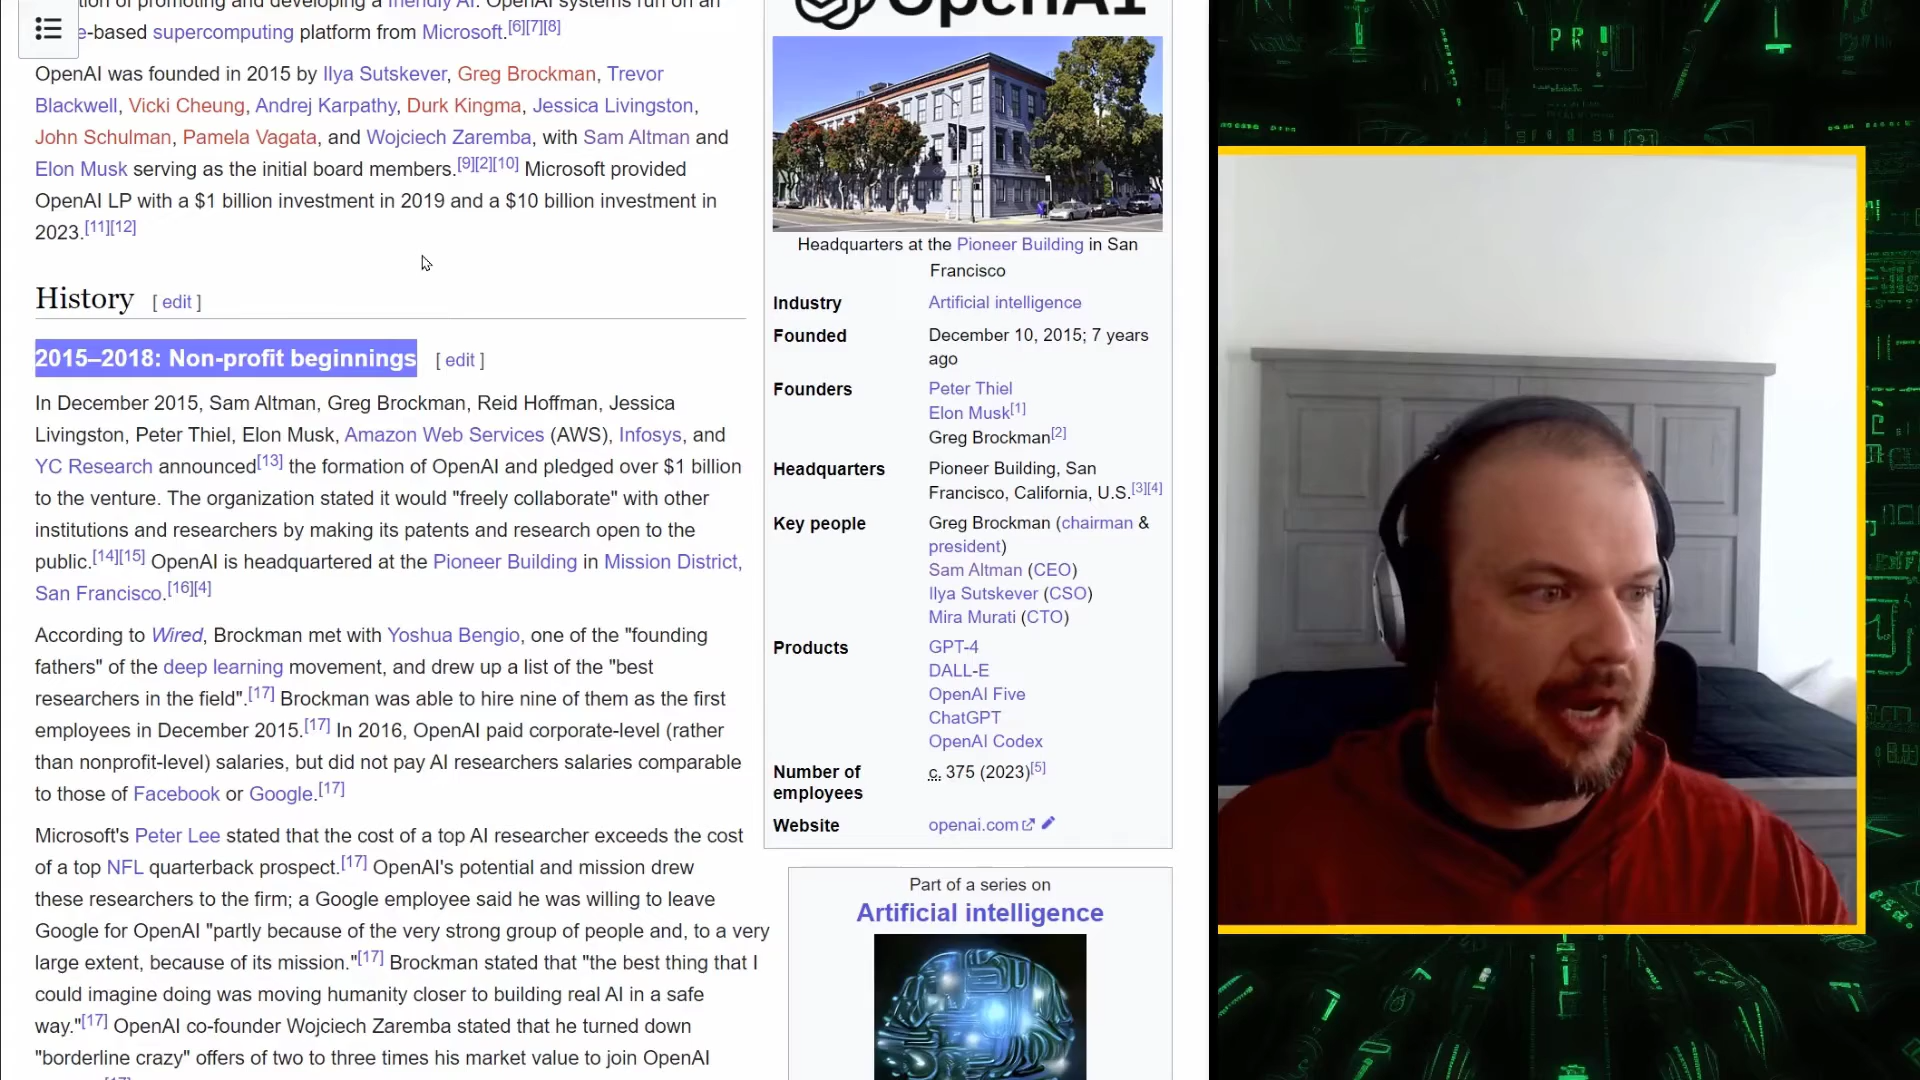 tion of promoting and developing a friendly AI. OpenAI systems run on an
e-based supercomputing platform from Microsoft.[6][7][8]
OpenAI was founded in 2015 by Ilya Sutskever, Greg Brockman, Trevor
Blackwell, Vicki Cheung, Andrej Karpathy, Durk Kingma, Jessica Livingston,
John Schulman, Pamela Vagata, and Wojciech Zaremba, with Sam Altman and
Elon Musk serving as the initial board members.[9][2][10] Microsoft provided
OpenAI LP with a $1 billion investment in 2019 and a $10 billion investment in
2023.[11][12]
History [ edit ]
2015–2018: Non-profit beginnings [ edit ]
In December 2015, Sam Altman, Greg Brockman, Reid Hoffman, Jessica
Livingston, Peter Thiel, Elon Musk, Amazon Web Services (AWS), Infosys, and
YC Research announced[13] the formation of OpenAI and pledged over $1 billion
to the venture. The organization stated it would "freely collaborate" with other
institutions and researchers by making its patents and research open to the
public.[14][15] OpenAI is headquartered at the Pioneer Building in Mission District,
San Francisco.[16][4]
According to Wired, Brockman met with Yoshua Bengio, one of the "founding
fathers" of the deep learning movement, and drew up a list of the "best
researchers in the field".[17] Brockman was able to hire nine of them as the first
employees in December 2015.[17] In 2016, OpenAI paid corporate-level (rather
than nonprofit-level) salaries, but did not pay AI researchers salaries comparable
to those of Facebook or Google.[17]
Microsoft's Peter Lee stated that the cost of a top AI researcher exceeds the cost
of a top NFL quarterback prospect.[17] OpenAI's potential and mission drew
these researchers to the firm; a Google employee said he was willing to leave
Google for OpenAI "partly because of the very strong group of people and, to a very
large extent, because of its mission."[17] Brockman stated that "the best thing that I
could imagine doing was moving humanity closer to building real AI in a safe
way."[17] OpenAI co-founder Wojciech Zaremba stated that he turned down
"borderline crazy" offers of two to three times his market value to join OpenAI
[17]
OpenAI
Headquarters at the Pioneer Building in San
Francisco
Industry Artificial intelligence
Founded December 10, 2015; 7 years
ago
Founders Peter Thiel
Elon Musk[1]
Greg Brockman[2]
Headquarters Pioneer Building, San
Francisco, California, U.S.[3][4]
Key people Greg Brockman (chairman &
president)
Sam Altman (CEO)
Ilya Sutskever (CSO)
Mira Murati (CTO)
Products GPT-4
DALL-E
OpenAI Five
ChatGPT
OpenAI Codex
Number of c. 375 (2023)[5]
employees
Website openai.com
Part of a series on
Artificial intelligence